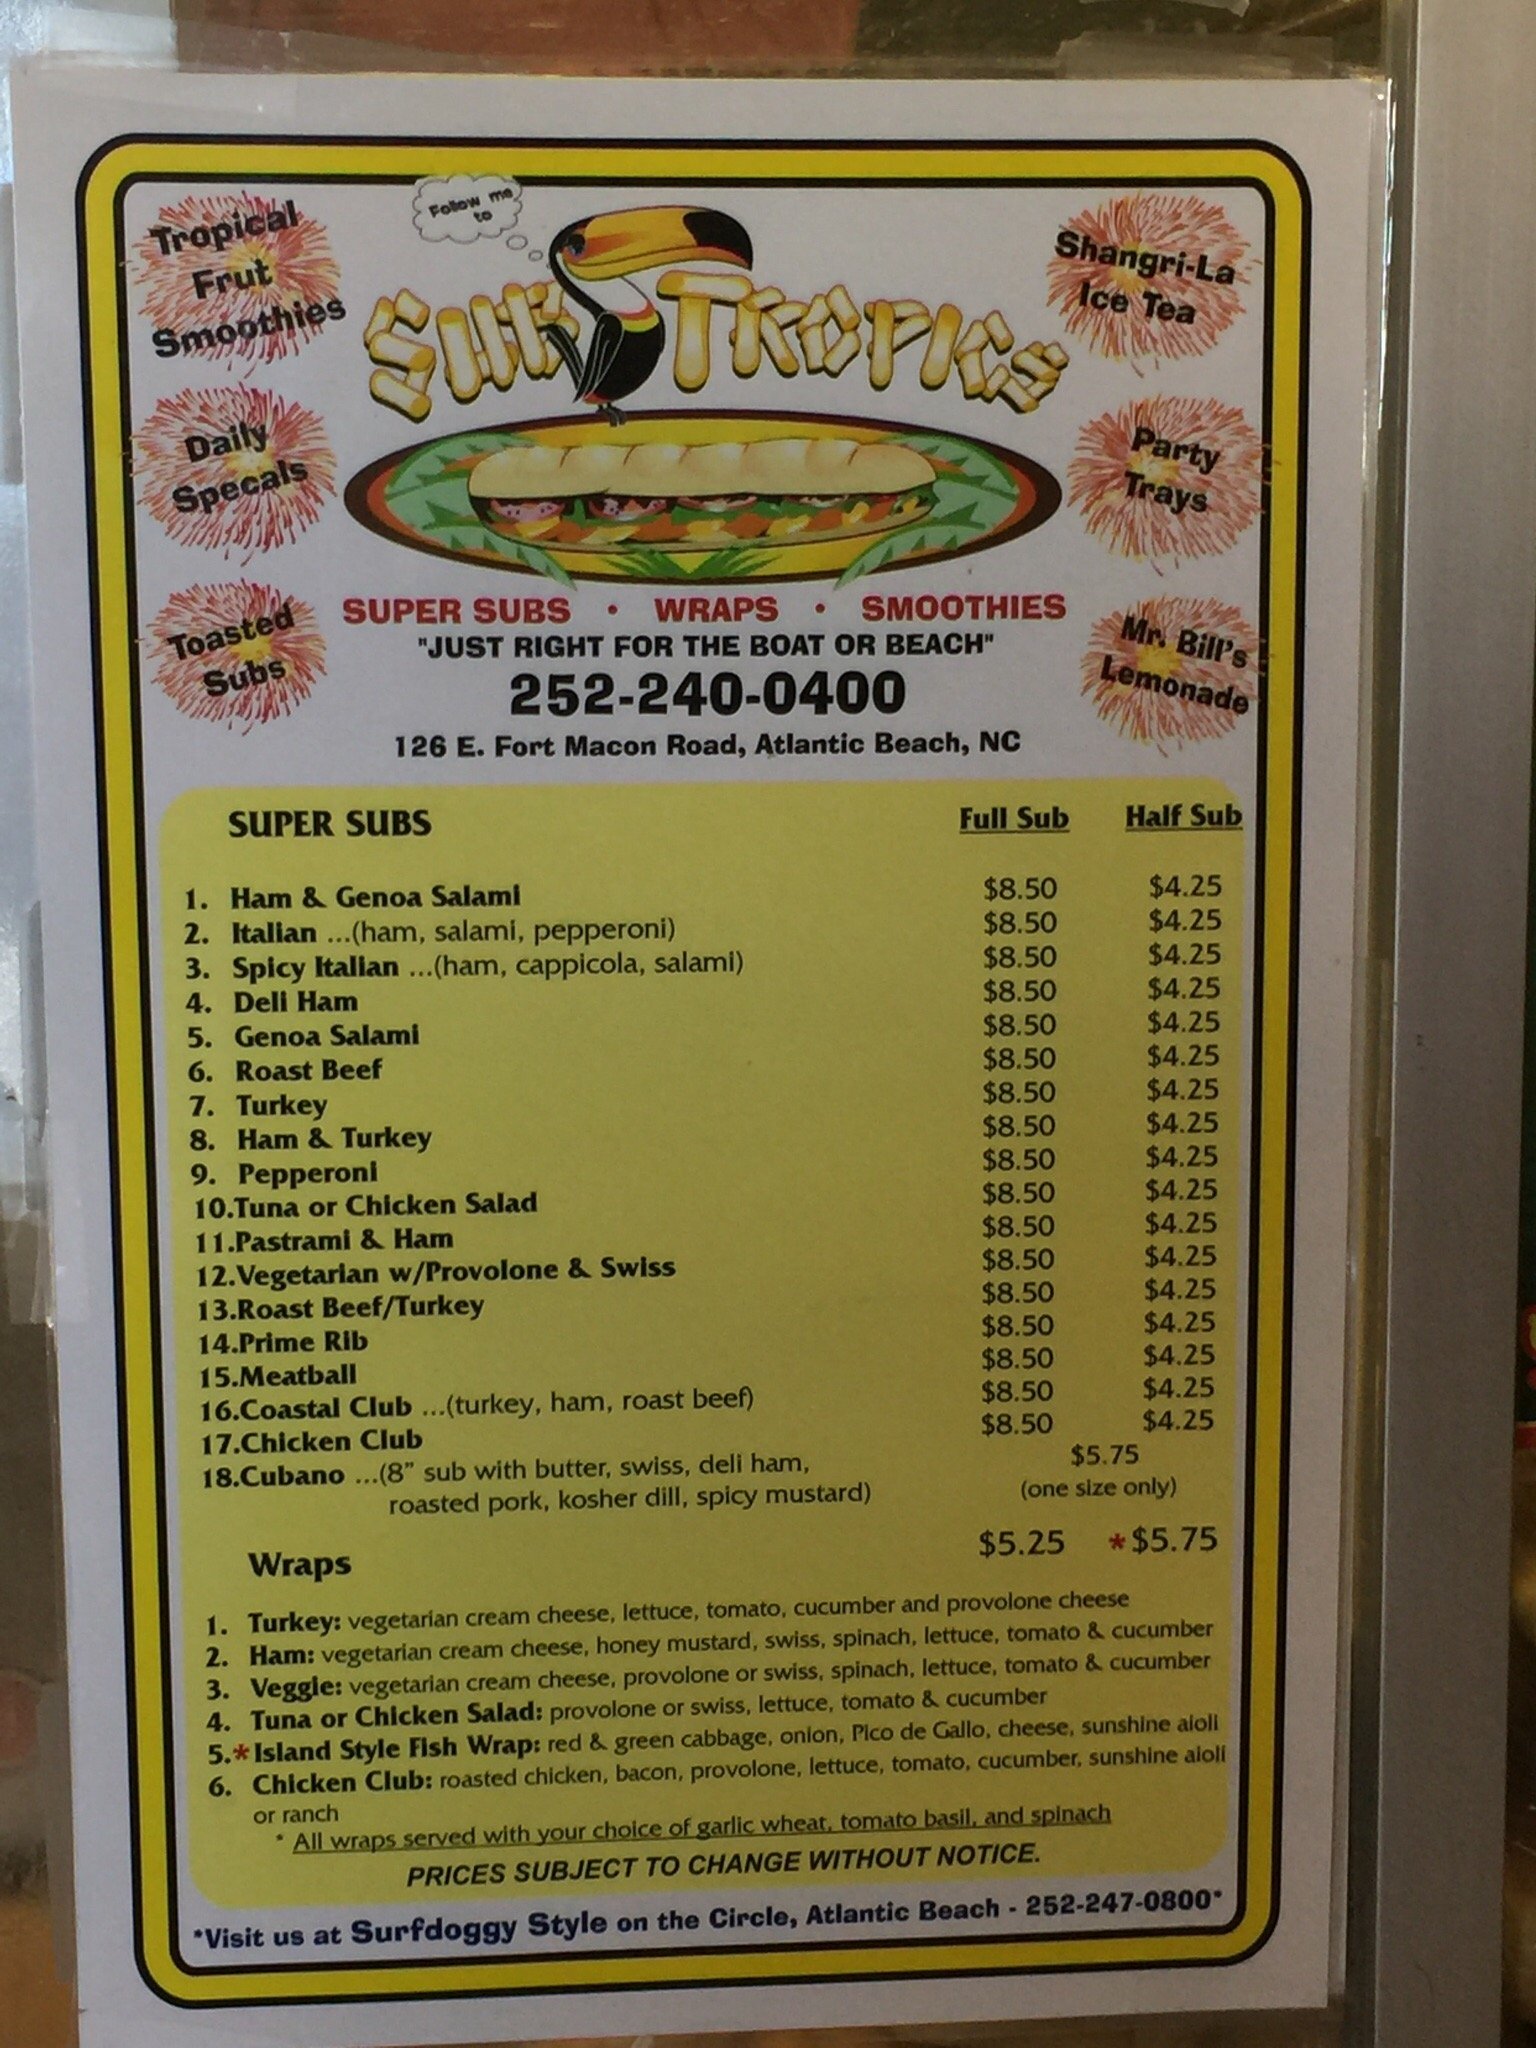 Follow me
to
Tropical
Frut
Smoothies
Sub Tropics
Shangri-La
Ice Tea
Daily
Specals
Party
Trays
Toasted
Subs
SUPER SUBS • WRAPS • SMOOTHIES
Mr. Bill's
Lemonade
"JUST RIGHT FOR THE BOAT OR BEACH"
252-240-0400
126 E. Fort Macon Road, Atlantic Beach, NC
SUPER SUBS Full Sub Half Sub
1. Ham & Genoa Salami $8.50 $4.25
2. Italian ...(ham, salami, pepperoni) $8.50 $4.25
3. Spicy Italian ...(ham, cappicola, salami) $8.50 $4.25
4. Deli Ham $8.50 $4.25
5. Genoa Salami $8.50 $4.25
6. Roast Beef $8.50 $4.25
7. Turkey $8.50 $4.25
8. Ham & Turkey $8.50 $4.25
9. Pepperoni $8.50 $4.25
10.Tuna or Chicken Salad $8.50 $4.25
11.Pastrami & Ham $8.50 $4.25
12.Vegetarian w/Provolone & Swiss $8.50 $4.25
13.Roast Beef/Turkey $8.50 $4.25
14.Prime Rib $8.50 $4.25
15.Meatball $8.50 $4.25
16.Coastal Club ...(turkey, ham, roast beef) $8.50 $4.25
17.Chicken Club $8.50 $4.25
18.Cubano ...(8" sub with butter, swiss, deli ham, $5.75
roasted pork, kosher dill, spicy mustard) (one size only)
Wraps $5.25 *$5.75
1. Turkey: vegetarian cream cheese, lettuce, tomato, cucumber and provolone cheese
2. Ham: vegetarian cream cheese, honey mustard, swiss, spinach, lettuce, tomato & cucumber
3. Veggie: vegetarian cream cheese, provolone or swiss, spinach, lettuce, tomato & cucumber
4. Tuna or Chicken Salad: provolone or swiss, lettuce, tomato & cucumber
5.*Island Style Fish Wrap: red & green cabbage, onion, Pico de Gallo, cheese, sunshine aioli
6. Chicken Club: roasted chicken, bacon, provolone, lettuce, tomato, cucumber, sunshine aioli
or ranch
* All wraps served with your choice of garlic wheat, tomato basil, and spinach
PRICES SUBJECT TO CHANGE WITHOUT NOTICE.
*Visit us at Surfdoggy Style on the Circle, Atlantic Beach - 252-247-0800*